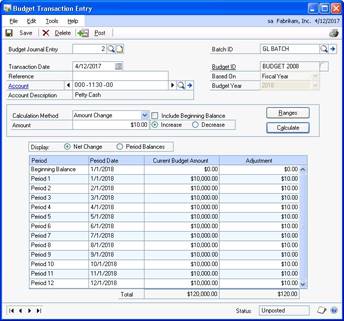 Budget Transaction Entry
File Edit Tools Help sa Fabrikam, Inc. 4/12/2017
Save Delete Post
Budget Journal Entry 2 Batch ID GL BATCH
Transaction Date 4/12/2017 Budget ID BUDGET 2008
Reference Based On Fiscal Year
Account 000-1130-00 Budget Year 2018
Account Description Petty Cash
Calculation Method Amount Change Include Beginning Balance Ranges
Amount $10.00 Increase Decrease Calculate
Display: Net Change Period Balances
Period Period Date Current Budget Amount Adjustment
Beginning Balance 1/1/2018 $0.00 $0.00
Period 1 1/1/2018 $10,000.00 $10.00
Period 2 2/1/2018 $10,000.00 $10.00
Period 3 3/1/2018 $10,000.00 $10.00
Period 4 4/1/2018 $10,000.00 $10.00
Period 5 5/1/2018 $10,000.00 $10.00
Period 6 6/1/2018 $10,000.00 $10.00
Period 7 7/1/2018 $10,000.00 $10.00
Period 8 8/1/2018 $10,000.00 $10.00
Period 9 9/1/2018 $10,000.00 $10.00
Period 10 10/1/2018 $10,000.00 $10.00
Period 11 11/1/2018 $10,000.00 $10.00
Period 12 12/1/2018 $10,000.00 $10.00
Total $120,000.00 $120.00
Status Unposted